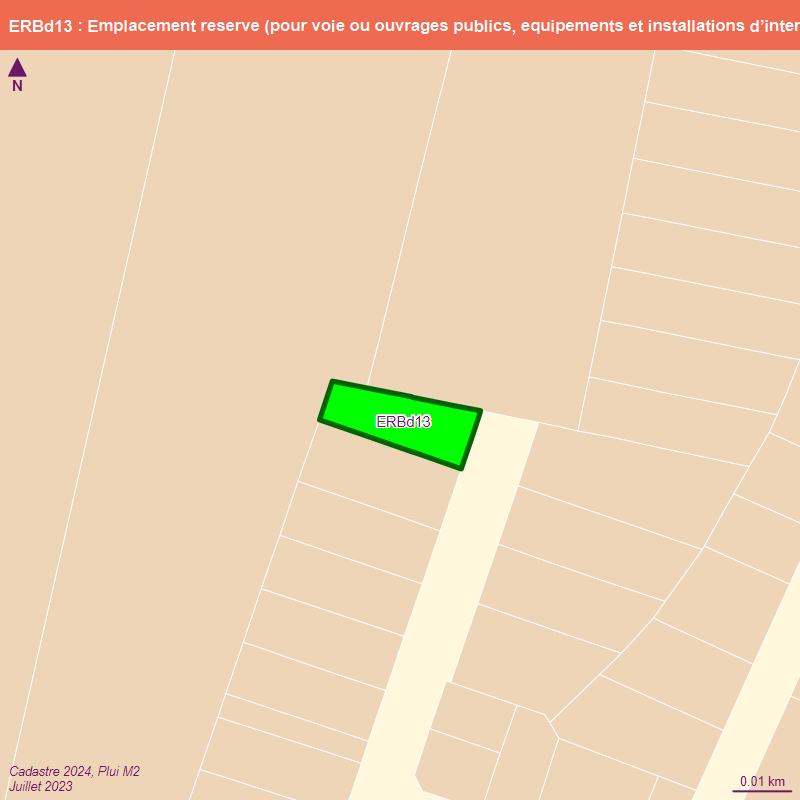 ERBd13 : Emplacement reserve (pour voie ou ouvrages publics, equipements et installations d'inter
N
ERBd13
Cadastre 2024, Plui M2
Juillet 2023
0.01 km